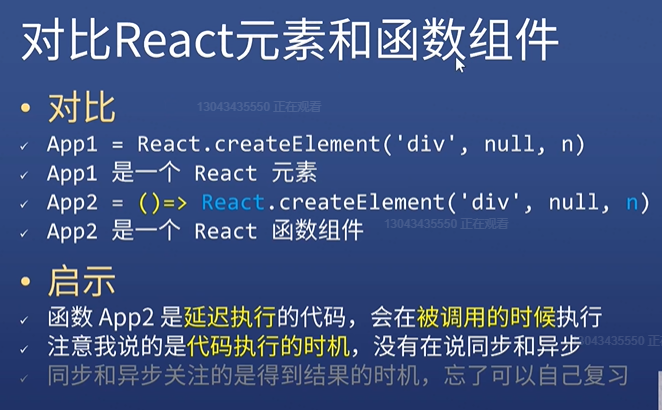 对比React元素和函数组件
• 对比
13043435550 正在观看
✓ App1 = React.createElement('div', null, n)
✓ App1 是一个 React 元素
✓ App2 = ()=> React.createElement('div', null, n)
✓ App2 是一个 React 函数组件
13043435550 正在观看
• 启示
✓ 函数 App2 是延迟执行的代码，会在被调用的时候执行
✓ 注意我说的是代码执行的时机，没有在说同步和异步
13043435550 正在
✓ 同步和异步关注的是得到结果的时机，忘了可以自己复习